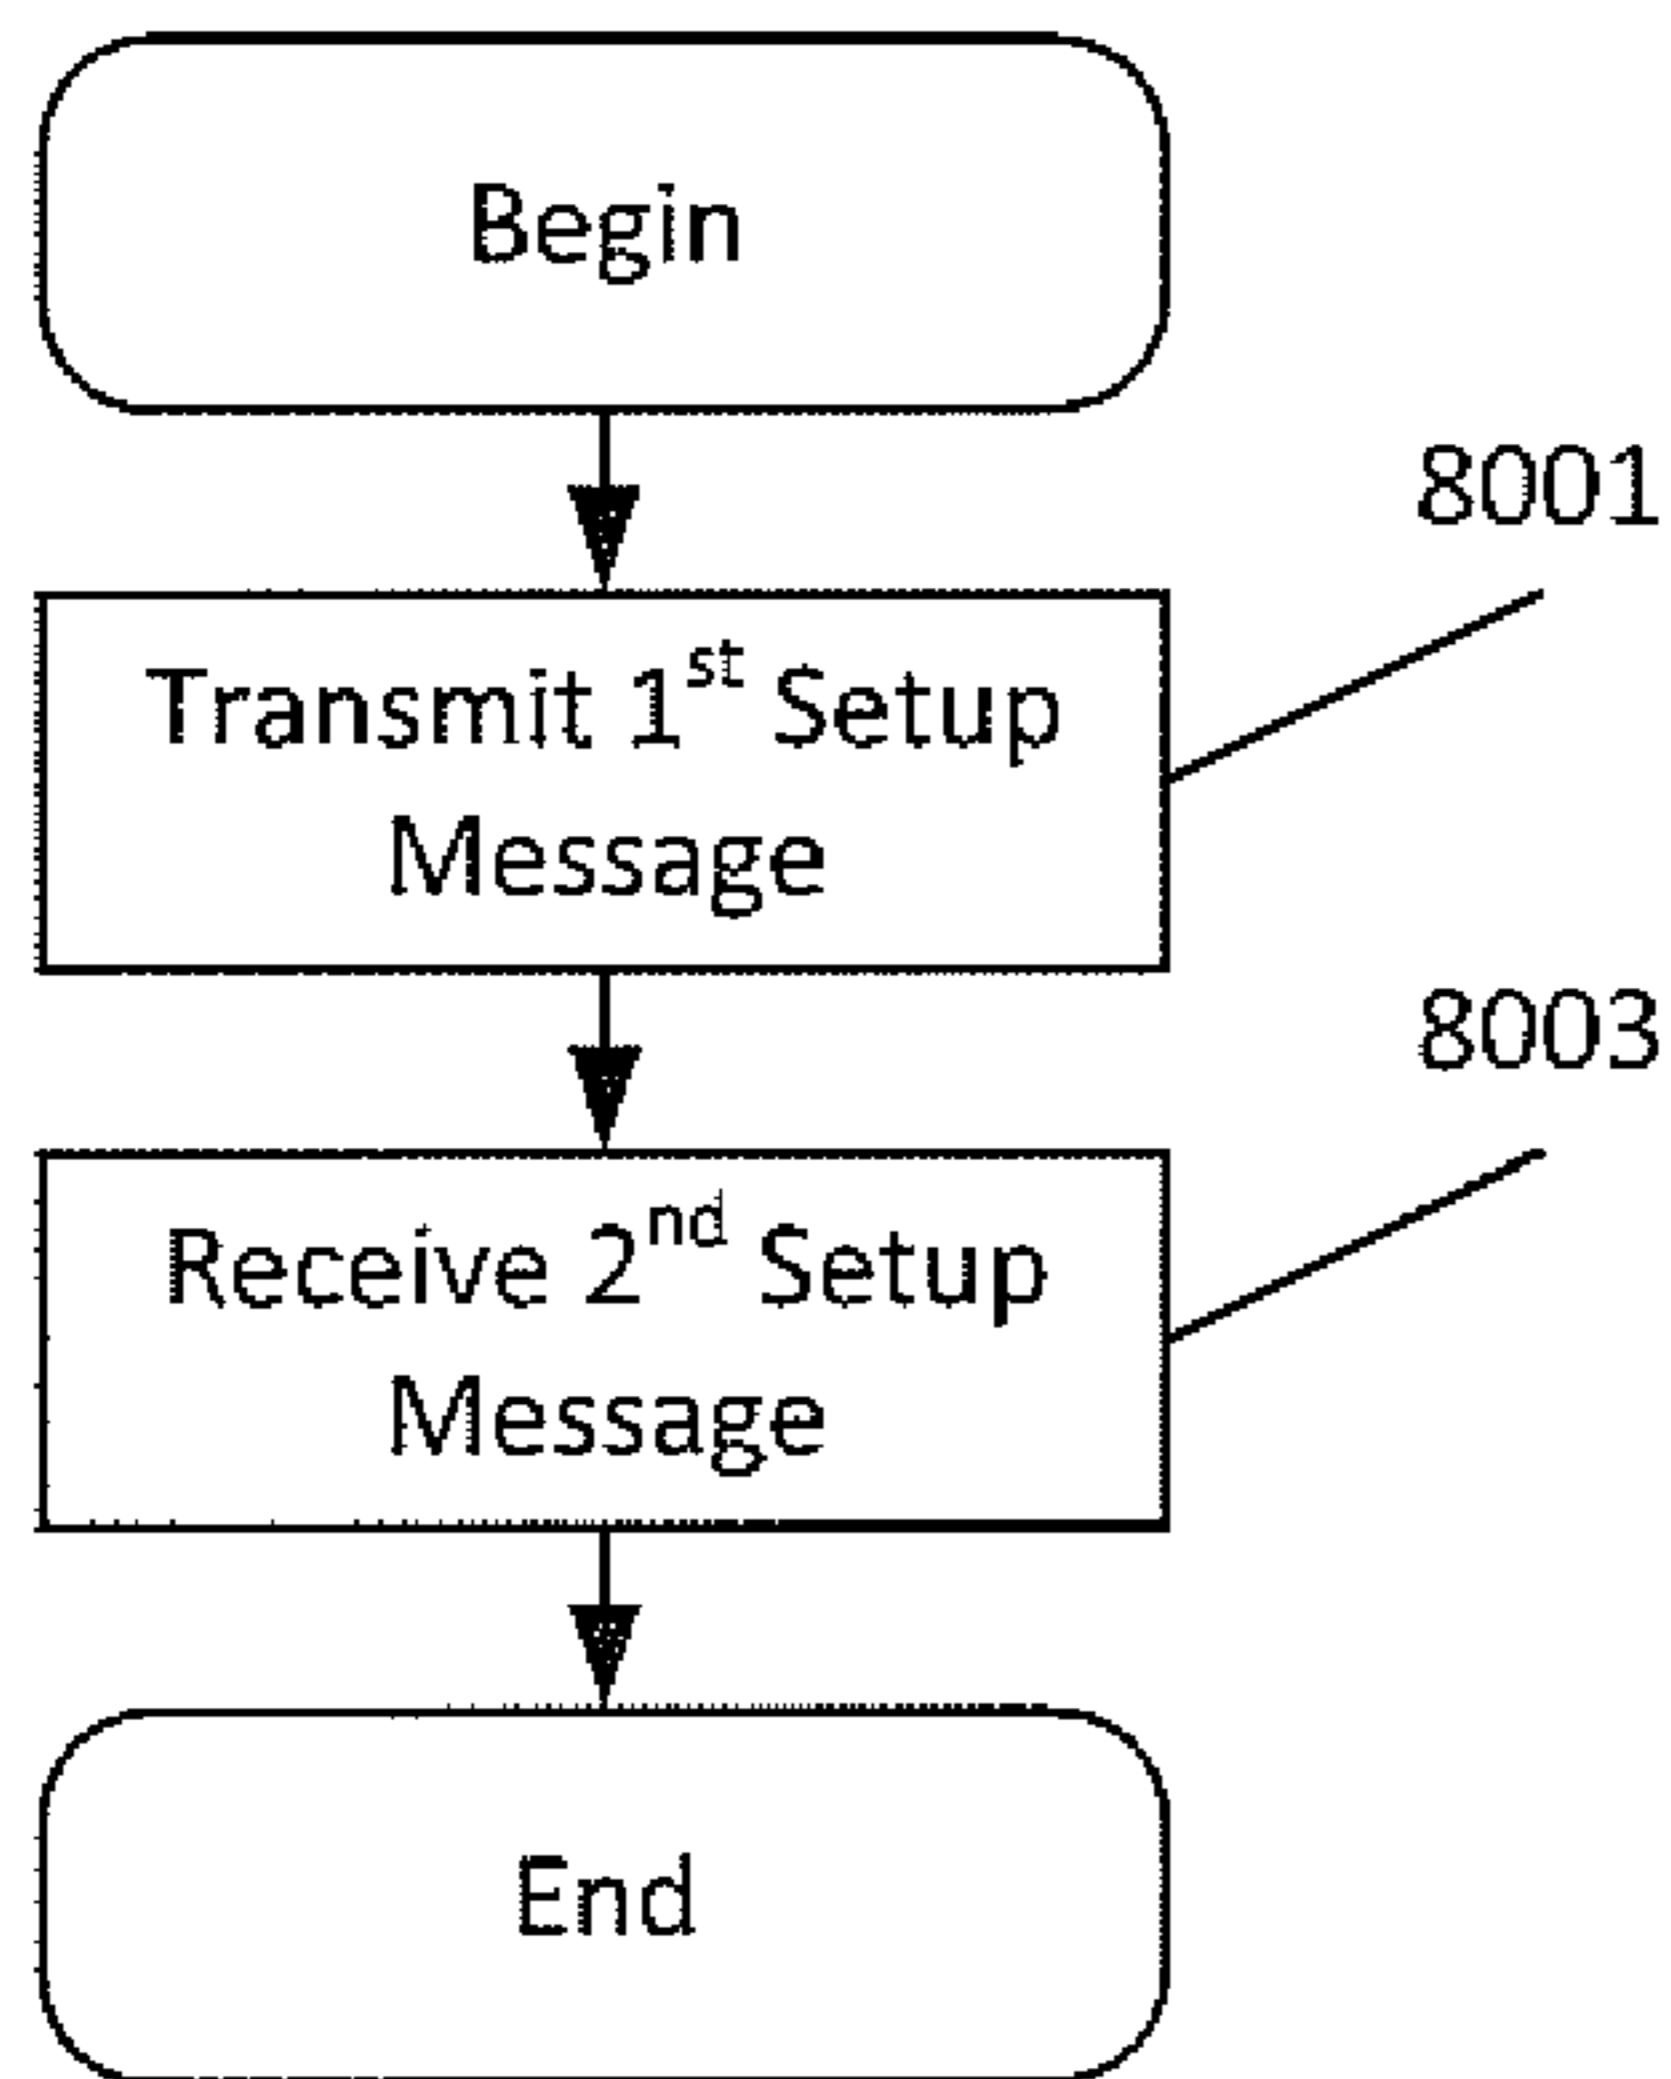 Begin
8001
Transmit 1st Setup
Message
8003
Receive 2nd Setup
Message
End